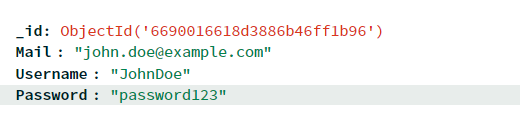 _id: ObjectId('6690016618d3886b46ff1b96')
Mail : "john.doe@example.com"
Username : "JohnDoe"
Password : "password123"